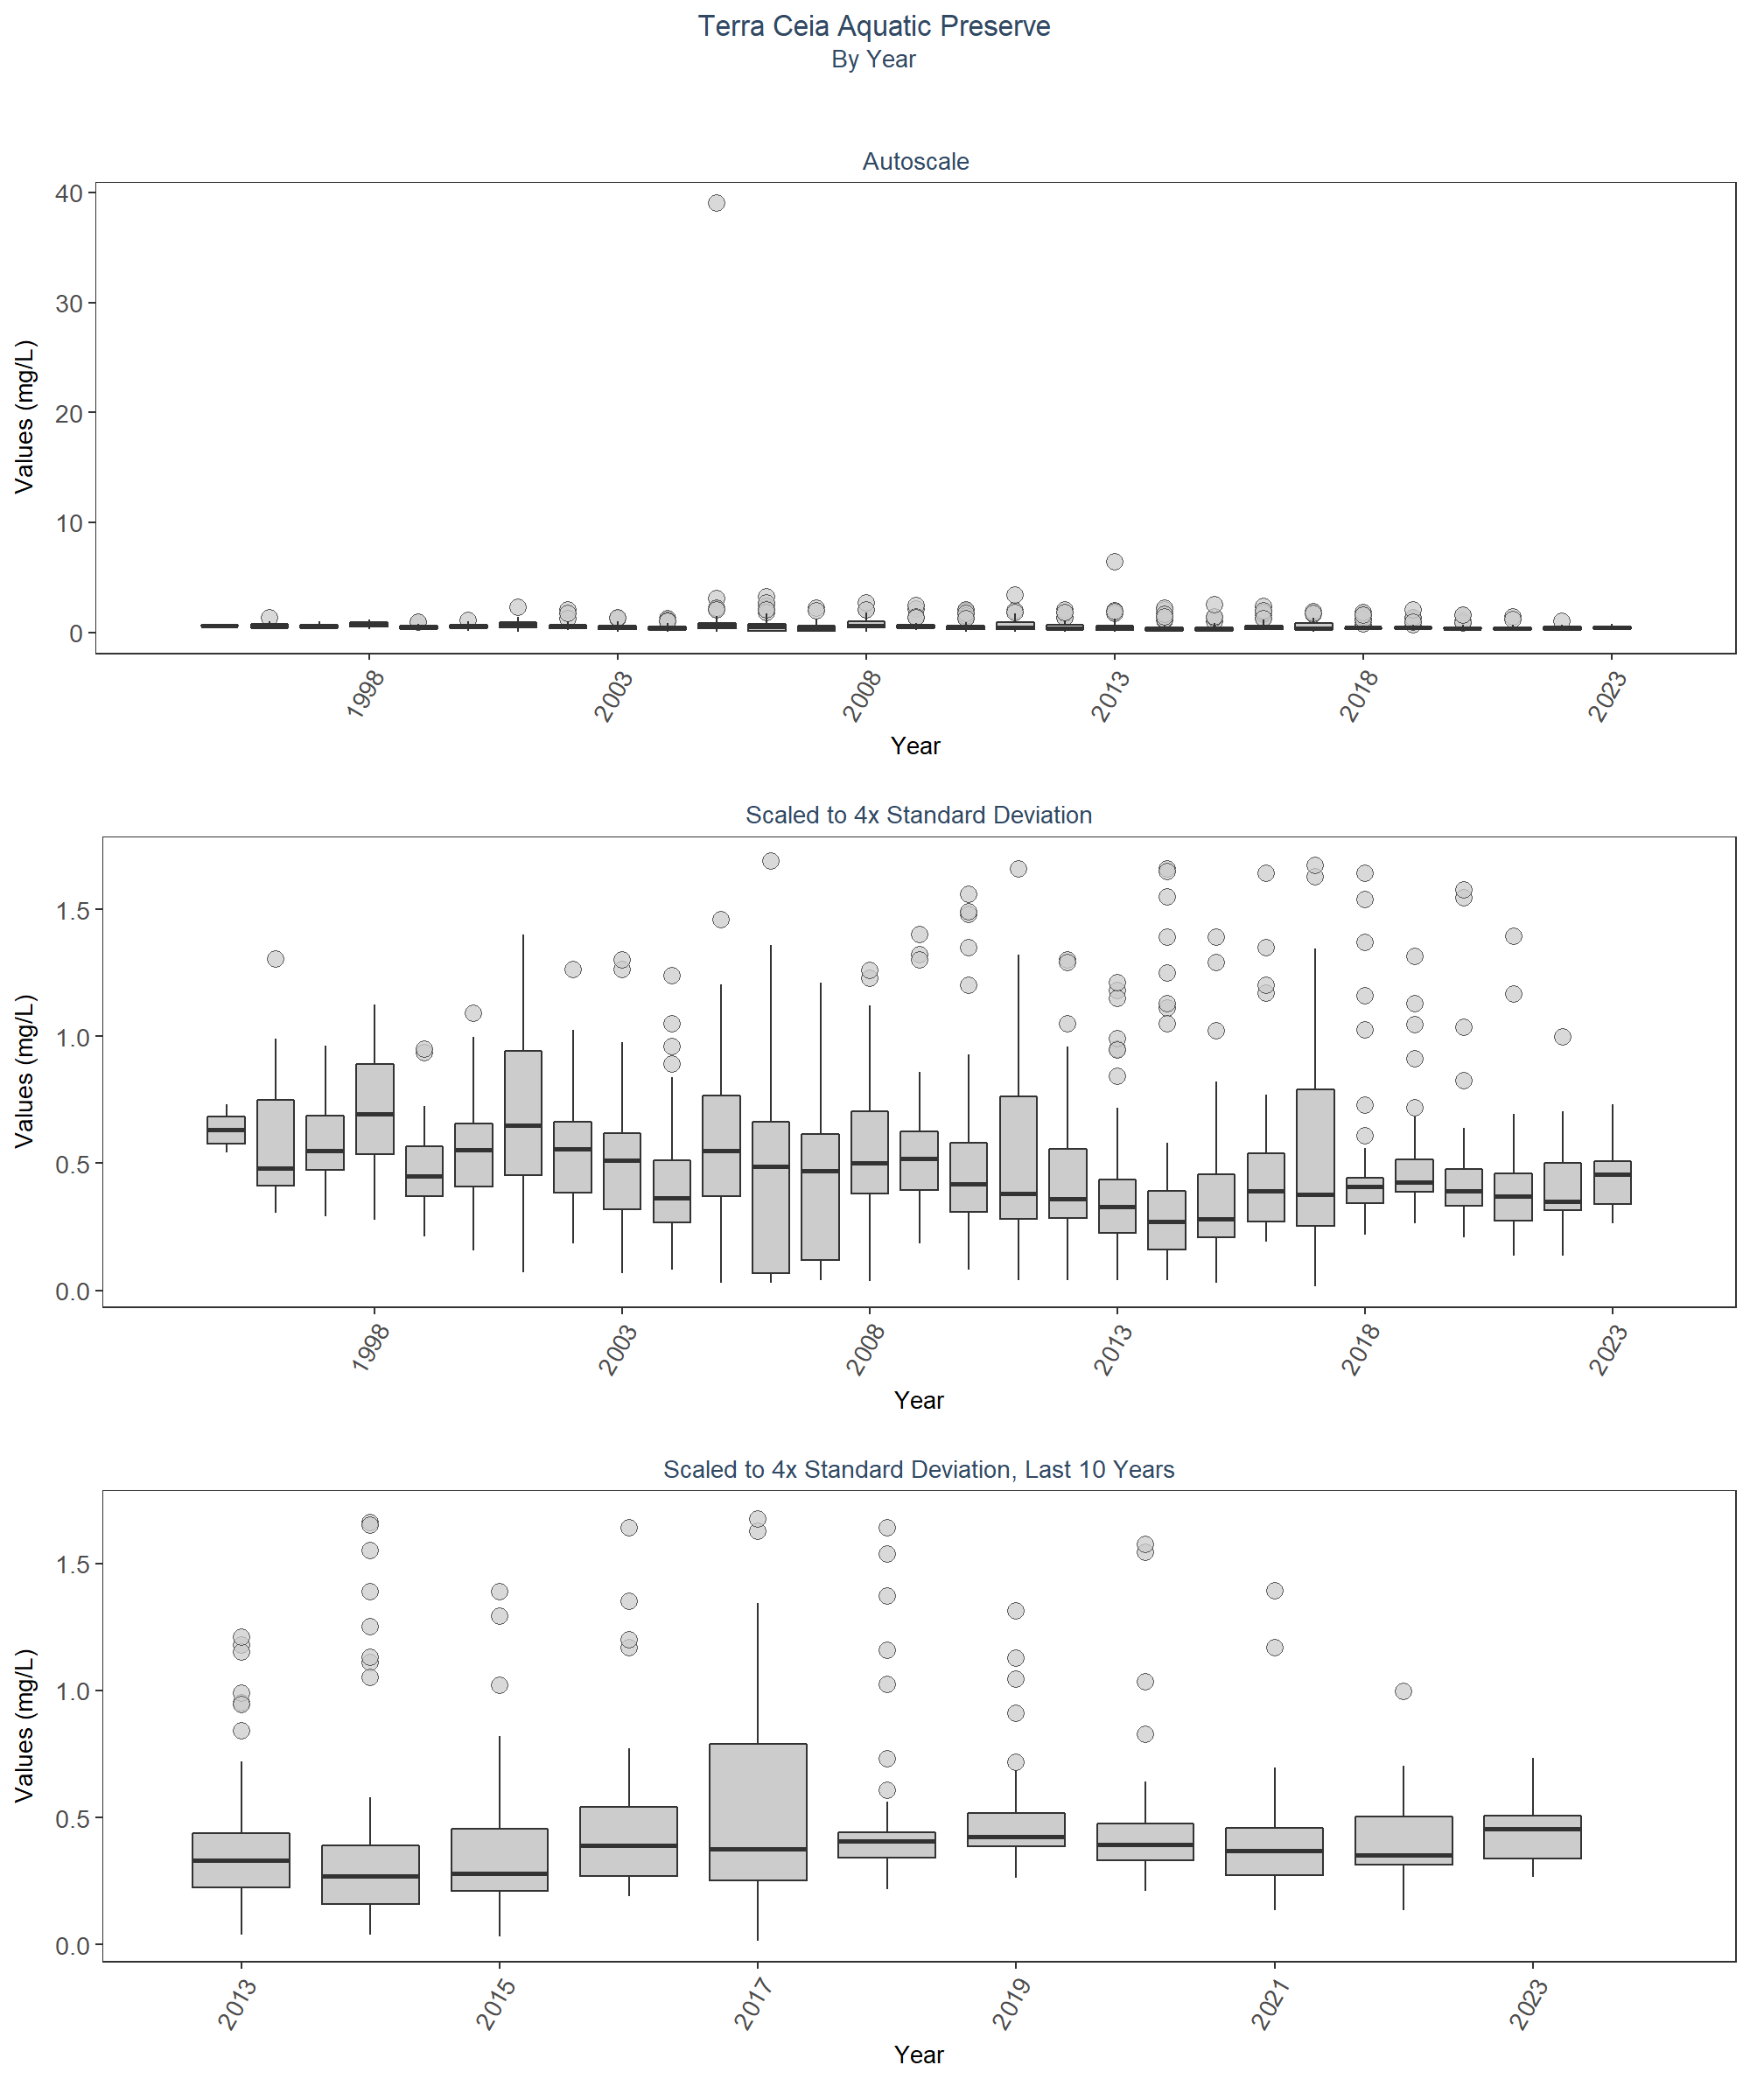 Terra Ceia Aquatic Preserve
By Year
Autoscale
Values (mg/L)
40
30
20
10
0
1998
2003
2008
2013
2018
2023
Year
Scaled to 4x Standard Deviation
Values (mg/L)
1.5
1.0
0.5
0.0
1998
2003
2008
2013
2018
2023
Year
Scaled to 4x Standard Deviation, Last 10 Years
Values (mg/L)
1.5
1.0
0.5
0.0
2013
2015
2017
2019
2021
2023
Year